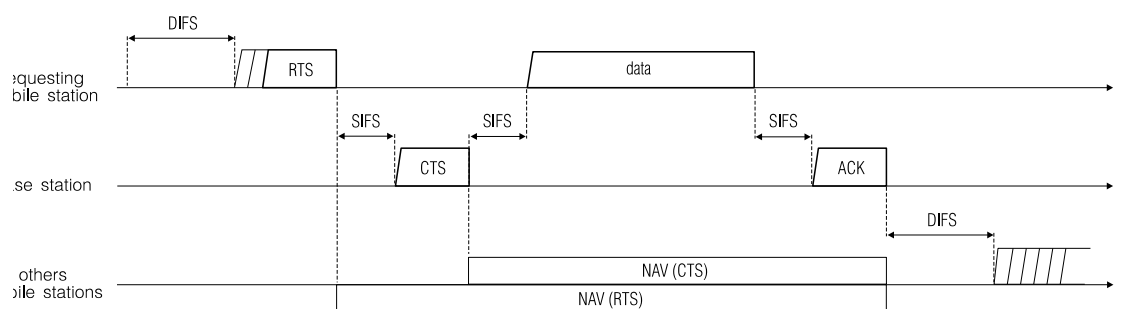 DIFS
RTS
data
equesting
bile station
SIFS
SIFS
SIFS
CTS
ACK
se station
DIFS
NAV (CTS)
others
bile stations
NAV (RTS)